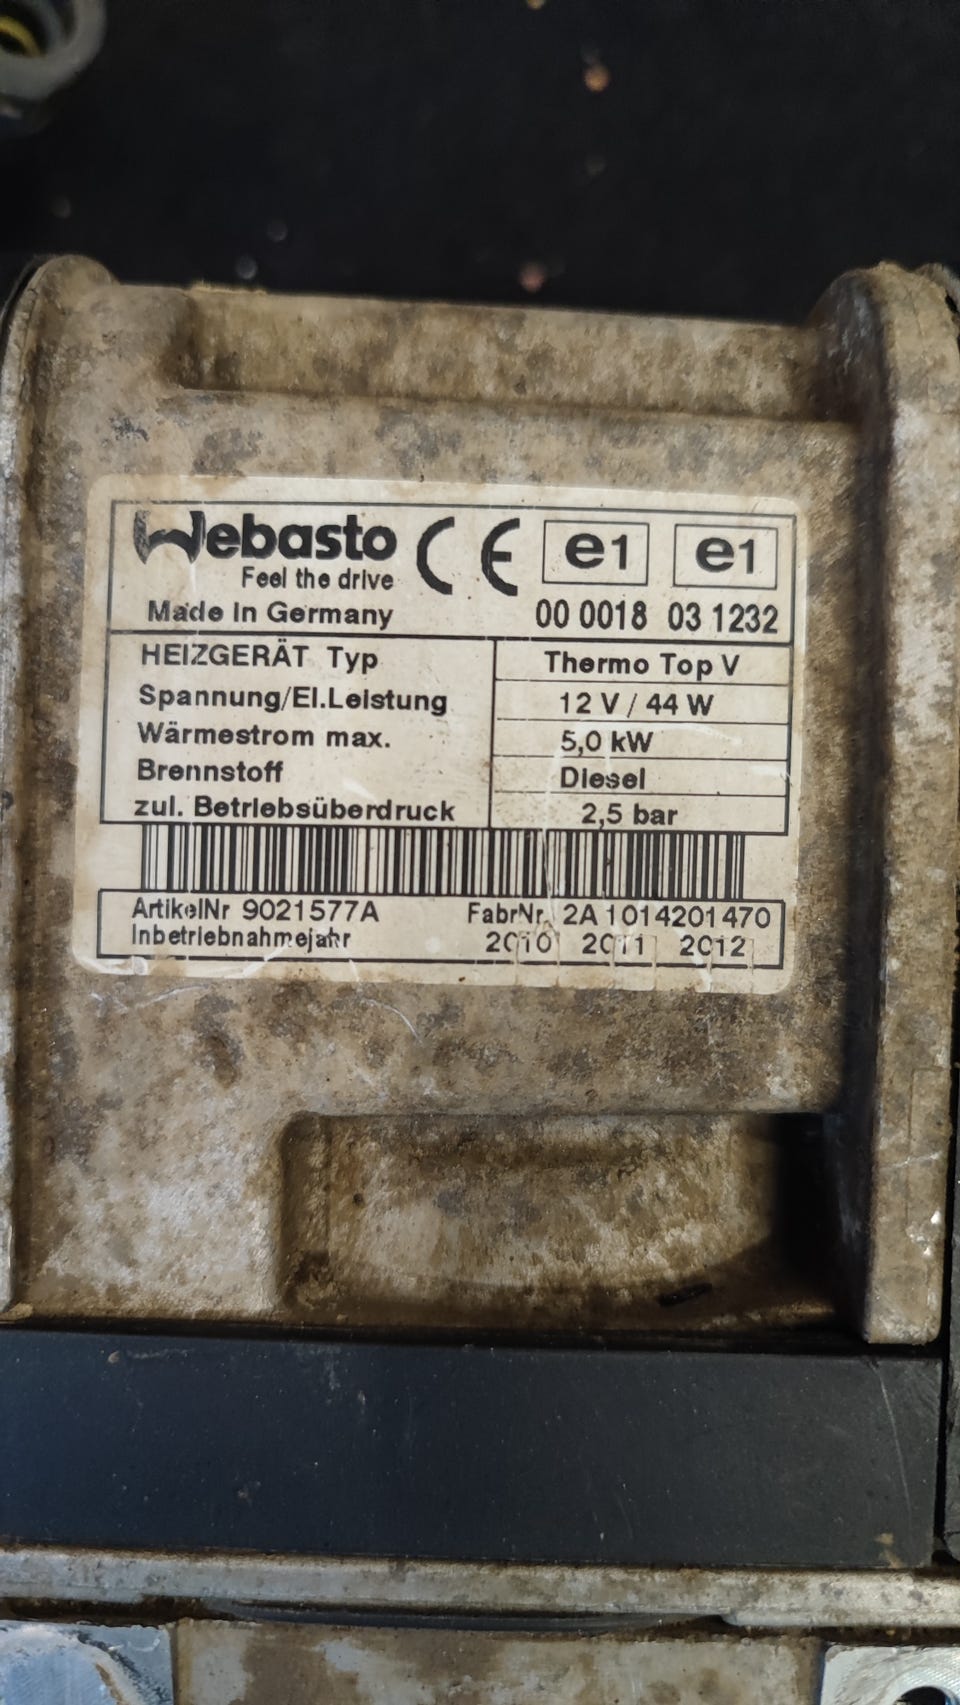 Webasto CE e1 e1
Feel the drive
Made in Germany 00 0018 03 1232
HEIZGERÄT Typ Thermo Top V
Spannung/El.Leistung 12 V / 44 W
Wärmestrom max. 5,0 kW
Brennstoff Diesel
zul. Betriebsüberdruck 2,5 bar
ArtikelNr 9021577A FabrNr. 2A1014201470
Inbetriebnahmejahr 2010 2011 2012